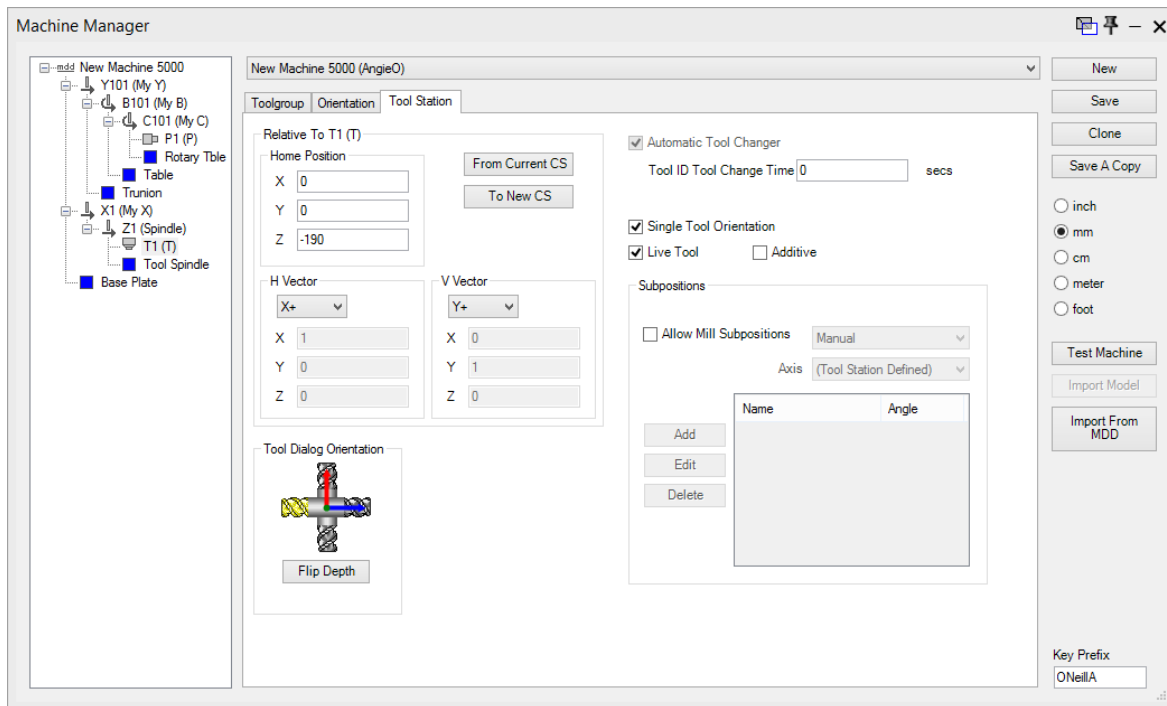 Machine Manager
mdd New Machine 5000
Y101 (My Y)
B101 (My B)
C101 (My C)
P1 (P)
Rotary Tble
Table
Trunion
X1 (My X)
Z1 (Spindle)
T1 (T)
Tool Spindle
Base Plate
New Machine 5000 (AngieO)
Toolgroup Orientation Tool Station
Relative To T1 (T)
Home Position
X 0
Y 0
Z -190
From Current CS
To New CS
H Vector
X+
X 1
Y 0
Z 0
V Vector
Y+
X 0
Y 1
Z 0
Tool Dialog Orientation
Flip Depth
Automatic Tool Changer
Tool ID Tool Change Time 0 secs
Single Tool Orientation
Live Tool Additive
Subpositions
Allow Mill Subpositions Manual
Axis (Tool Station Defined)
Name Angle
Add
Edit
Delete
New
Save
Clone
Save A Copy
inch
mm
cm
meter
foot
Test Machine
Import Model
Import From
MDD
Key Prefix
ONeillA